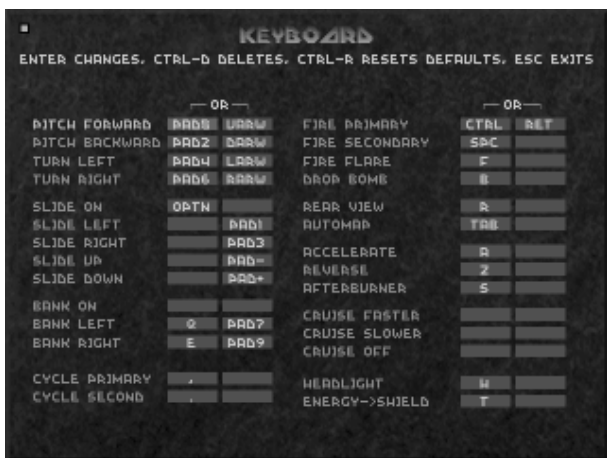 KEYBOARD
ENTER CHANGES, CTRL-D DELETES, CTRL-R RESETS DEFAULTS, ESC EXITS
OR
PITCH FORWARD PAD8 UARW
PITCH BACKWARD PAD2 DARW
TURN LEFT PAD4 LARW
TURN RIGHT PAD6 RARW
SLIDE ON OPTN
SLIDE LEFT PAD1
SLIDE RIGHT PAD3
SLIDE UP PAD-
SLIDE DOWN PAD+
BANK ON
BANK LEFT Q PAD7
BANK RIGHT E PAD9
CYCLE PRIMARY ,
CYCLE SECOND .
OR
FIRE PRIMARY CTRL RET
FIRE SECONDARY SPC
FIRE FLARE F
DROP BOMB B
REAR VIEW R
AUTOMAP TAB
ACCELERATE A
REVERSE Z
AFTERBURNER S
CRUISE FASTER
CRUISE SLOWER
CRUISE OFF
HEADLIGHT H
ENERGY->SHIELD T